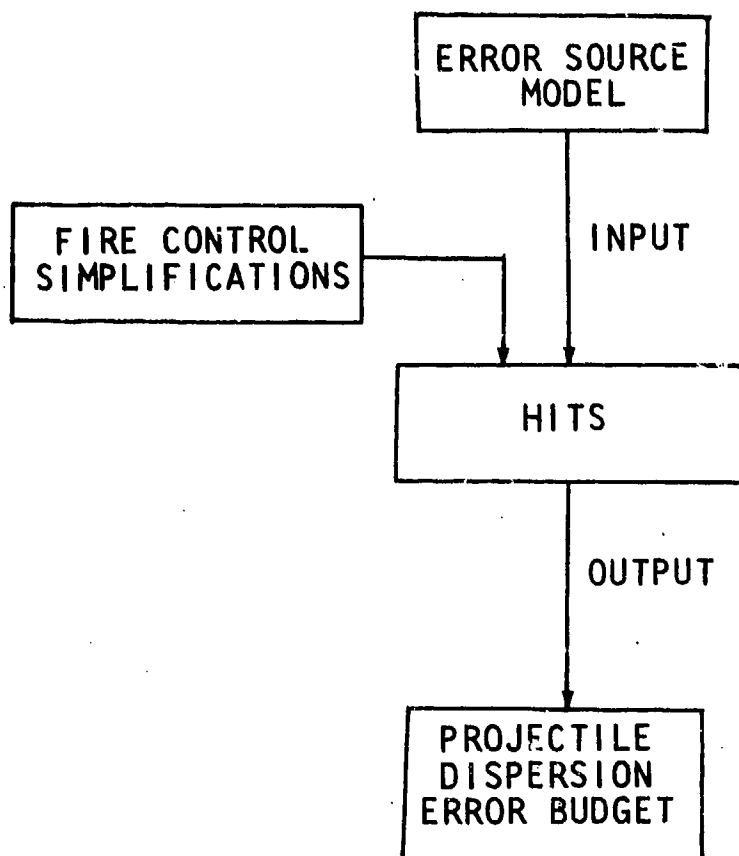 ERROR SOURCE
MODEL
FIRE CONTROL
SIMPLIFICATIONS
INPUT
HITS
OUTPUT
PROJECTILE
DISPERSION
ERROR BUDGET